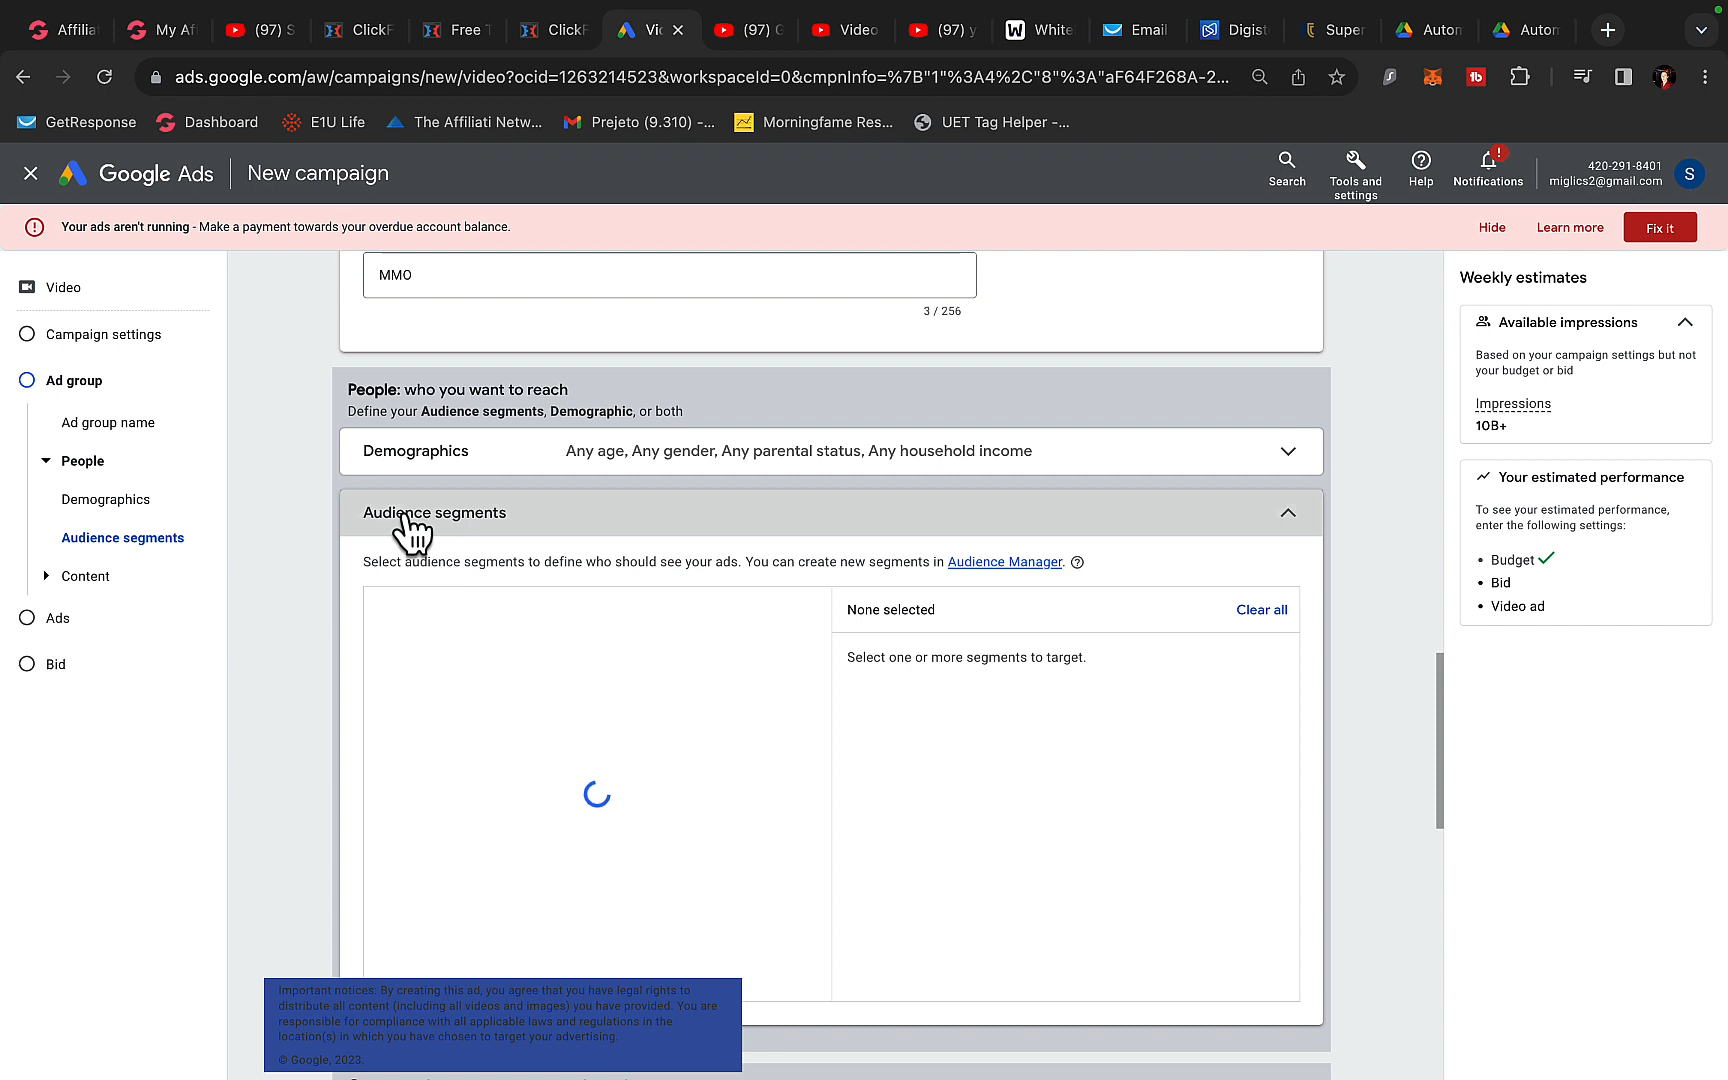 Affilia
My Af
(97) S
ClickF
Free T
ClickF
Vi
(97) G
Video
(97) y
White
Email
Digist
Super
Autom
Autom
ads.google.com/aw/campaigns/new/video?ocid=1263214523&workspaceId=0&cmpnInfo=%7B"1"%3A4%2C"8"%3A"aF64F268A-2...
GetResponse
Dashboard
E1U Life
The Affiliati Netw...
Prejeto (9.310) -...
Morningfame Res...
UET Tag Helper -...
Google Ads
New campaign
Search
Tools and
settings
Help
Notifications
420-291-8401
miglics2@gmail.com
S
Your ads aren't running - Make a payment towards your overdue account balance.
Hide
Learn more
Fix it
Video
Campaign settings
Ad group
Ad group name
People
Demographics
Audience segments
Content
Ads
Bid
MMO
3 / 256
People: who you want to reach
Define your Audience segments, Demographic, or both
Demographics
Any age, Any gender, Any parental status, Any household income
Audience segments
Select audience segments to define who should see your ads. You can create new segments in Audience Manager.
None selected
Clear all
Select one or more segments to target.
Important notices: By creating this ad, you agree that you have legal rights to
distribute all content (including all videos and images) you have provided. You are
responsible for compliance with all applicable laws and regulations in the
location(s) in which you have chosen to target your advertising.
© Google, 2023.
Weekly estimates
Available impressions
Based on your campaign settings but not
your budget or bid
Impressions
10B+
Your estimated performance
To see your estimated performance,
enter the following settings:
• Budget
• Bid
• Video ad